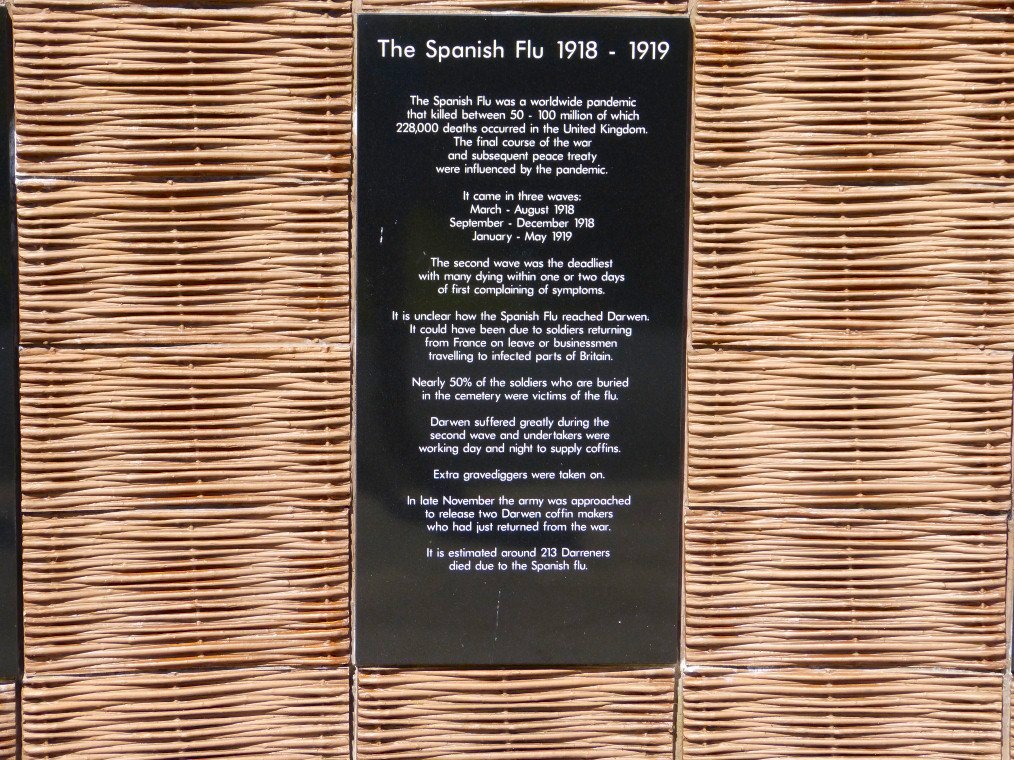 The Spanish Flu 1918 - 1919
The Spanish Flu was a worldwide pandemic
that killed between 50 - 100 million of which
228,000 deaths occurred in the United Kingdom.
The final course of the war
and subsequent peace treaty
were influenced by the pandemic.
It came in three waves:
March - August 1918
September - December 1918
January - May 1919
The second wave was the deadliest
with many dying within one or two days
of first complaining of symptoms.
It is unclear how the Spanish Flu reached Darwen.
It could have been due to soldiers returning
from France on leave or businessmen
travelling to infected parts of Britain.
Nearly 50% of the soldiers who are buried
in the cemetery were victims of the flu.
Darwen suffered greatly during the
second wave and undertakers were
working day and night to supply coffins.
Extra gravediggers were taken on.
In late November the army was approached
to release two Darwen coffin makers
who had just returned from the war.
It is estimated around 213 Darreners
died due to the Spanish flu.